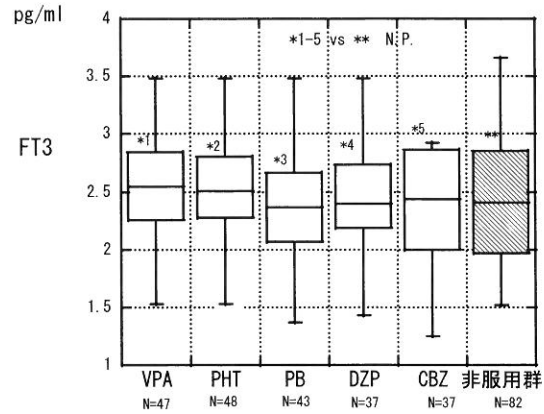 pg/ml
4
*1-5 vs ** N.P.
3.5
3
*1 *2 *3 *4 *5 **
FT3
2.5
2
1.5
1
VPA PHT PB DZP CBZ 非服用群
N=47 N=48 N=43 N=37 N=37 N=82